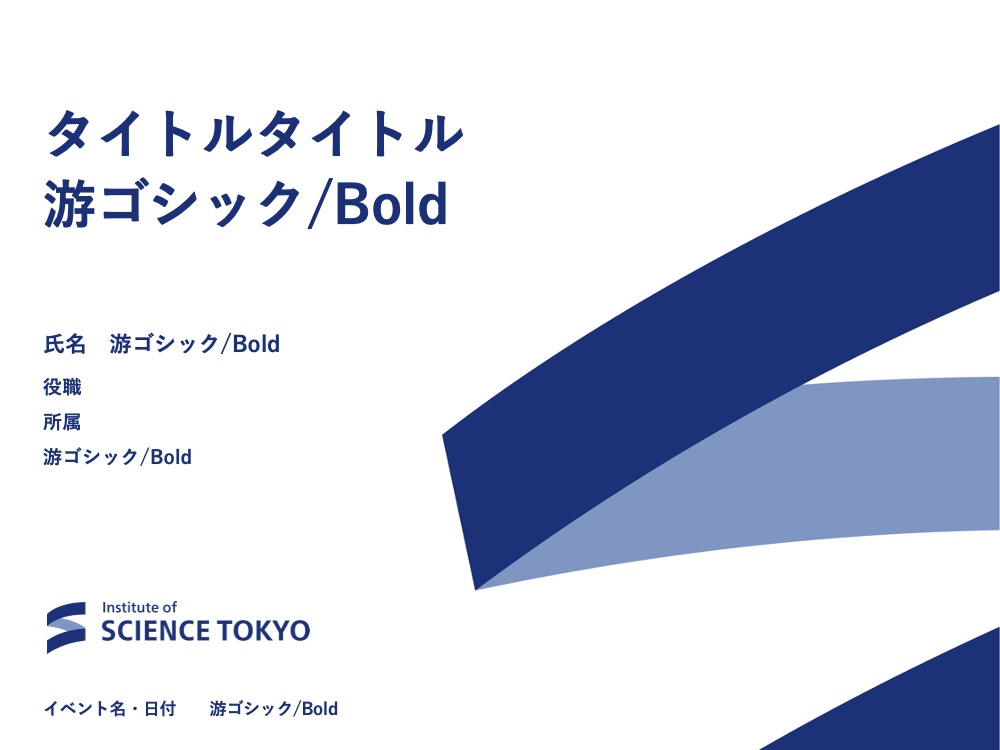 タイトルタイトル
游ゴシック/Bold
氏名　游ゴシック/Bold
役職
所属
游ゴシック/Bold
Institute of
SCIENCE TOKYO
イベント名・日付　　游ゴシック/Bold